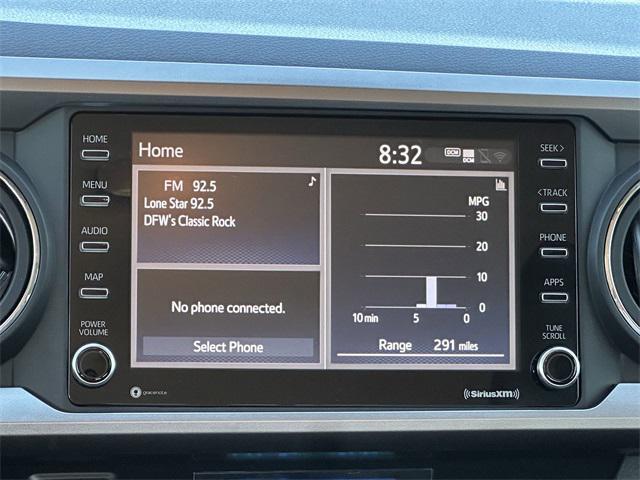 HOME
MENU
AUDIO
MAP
POWER
VOLUME
Home
8:32
DCM
DCM
FM 92.5
Lone Star 92.5
DFW's Classic Rock
No phone connected.
Select Phone
MPG
30
20
10
0
10 min 5 0
Range 291 miles
SEEK>
<TRACK
PHONE
APPS
TUNE
SCROLL
gracenote
((SiriusXM))